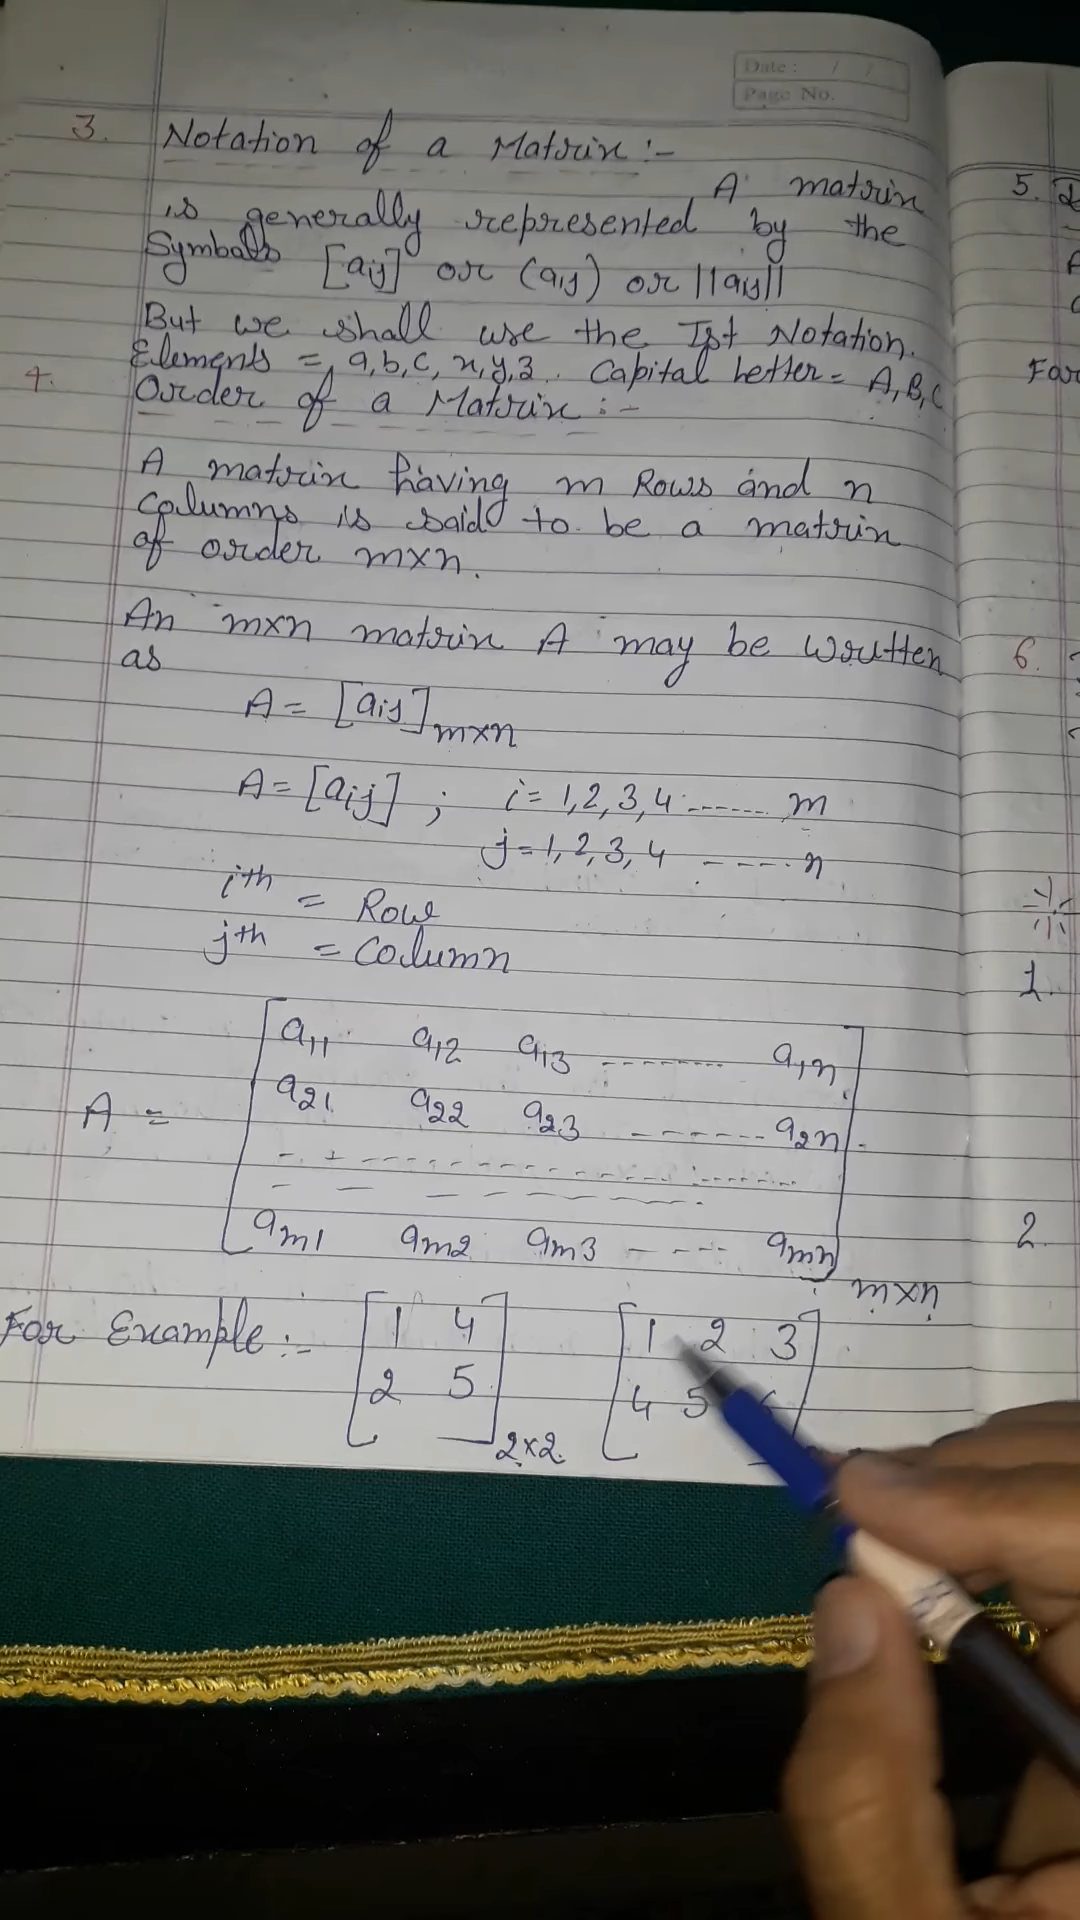 Date : / /
Page No.
3. Notation of a Matrix :-
A matrix
is generally represented by the
Symbols [aij] or (aij) or ||aij||
But we shall use the Ist Notation.
Elements = a, b, c, x, y, z. Capital letter = A, B, C
4. Order of a Matrix :-
A matrix having m Rows and n
Columns is said to be a matrix
of order m×n.
An m×n matrix A may be written
as
A = [aij]m×n
A = [aij] ; i = 1, 2, 3, 4 ------ m
j = 1, 2, 3, 4 ----- n
ith = Row
jth = Column
a11 a12 a13 ------- a1n
A = a21 a22 a23 ------- a2n
am1 am2 am3 - --- amn
m×n
For Example :- [1 4 [1 2 3]
2 5] 2×2. 4 5
5.
For
6.
1.
2.